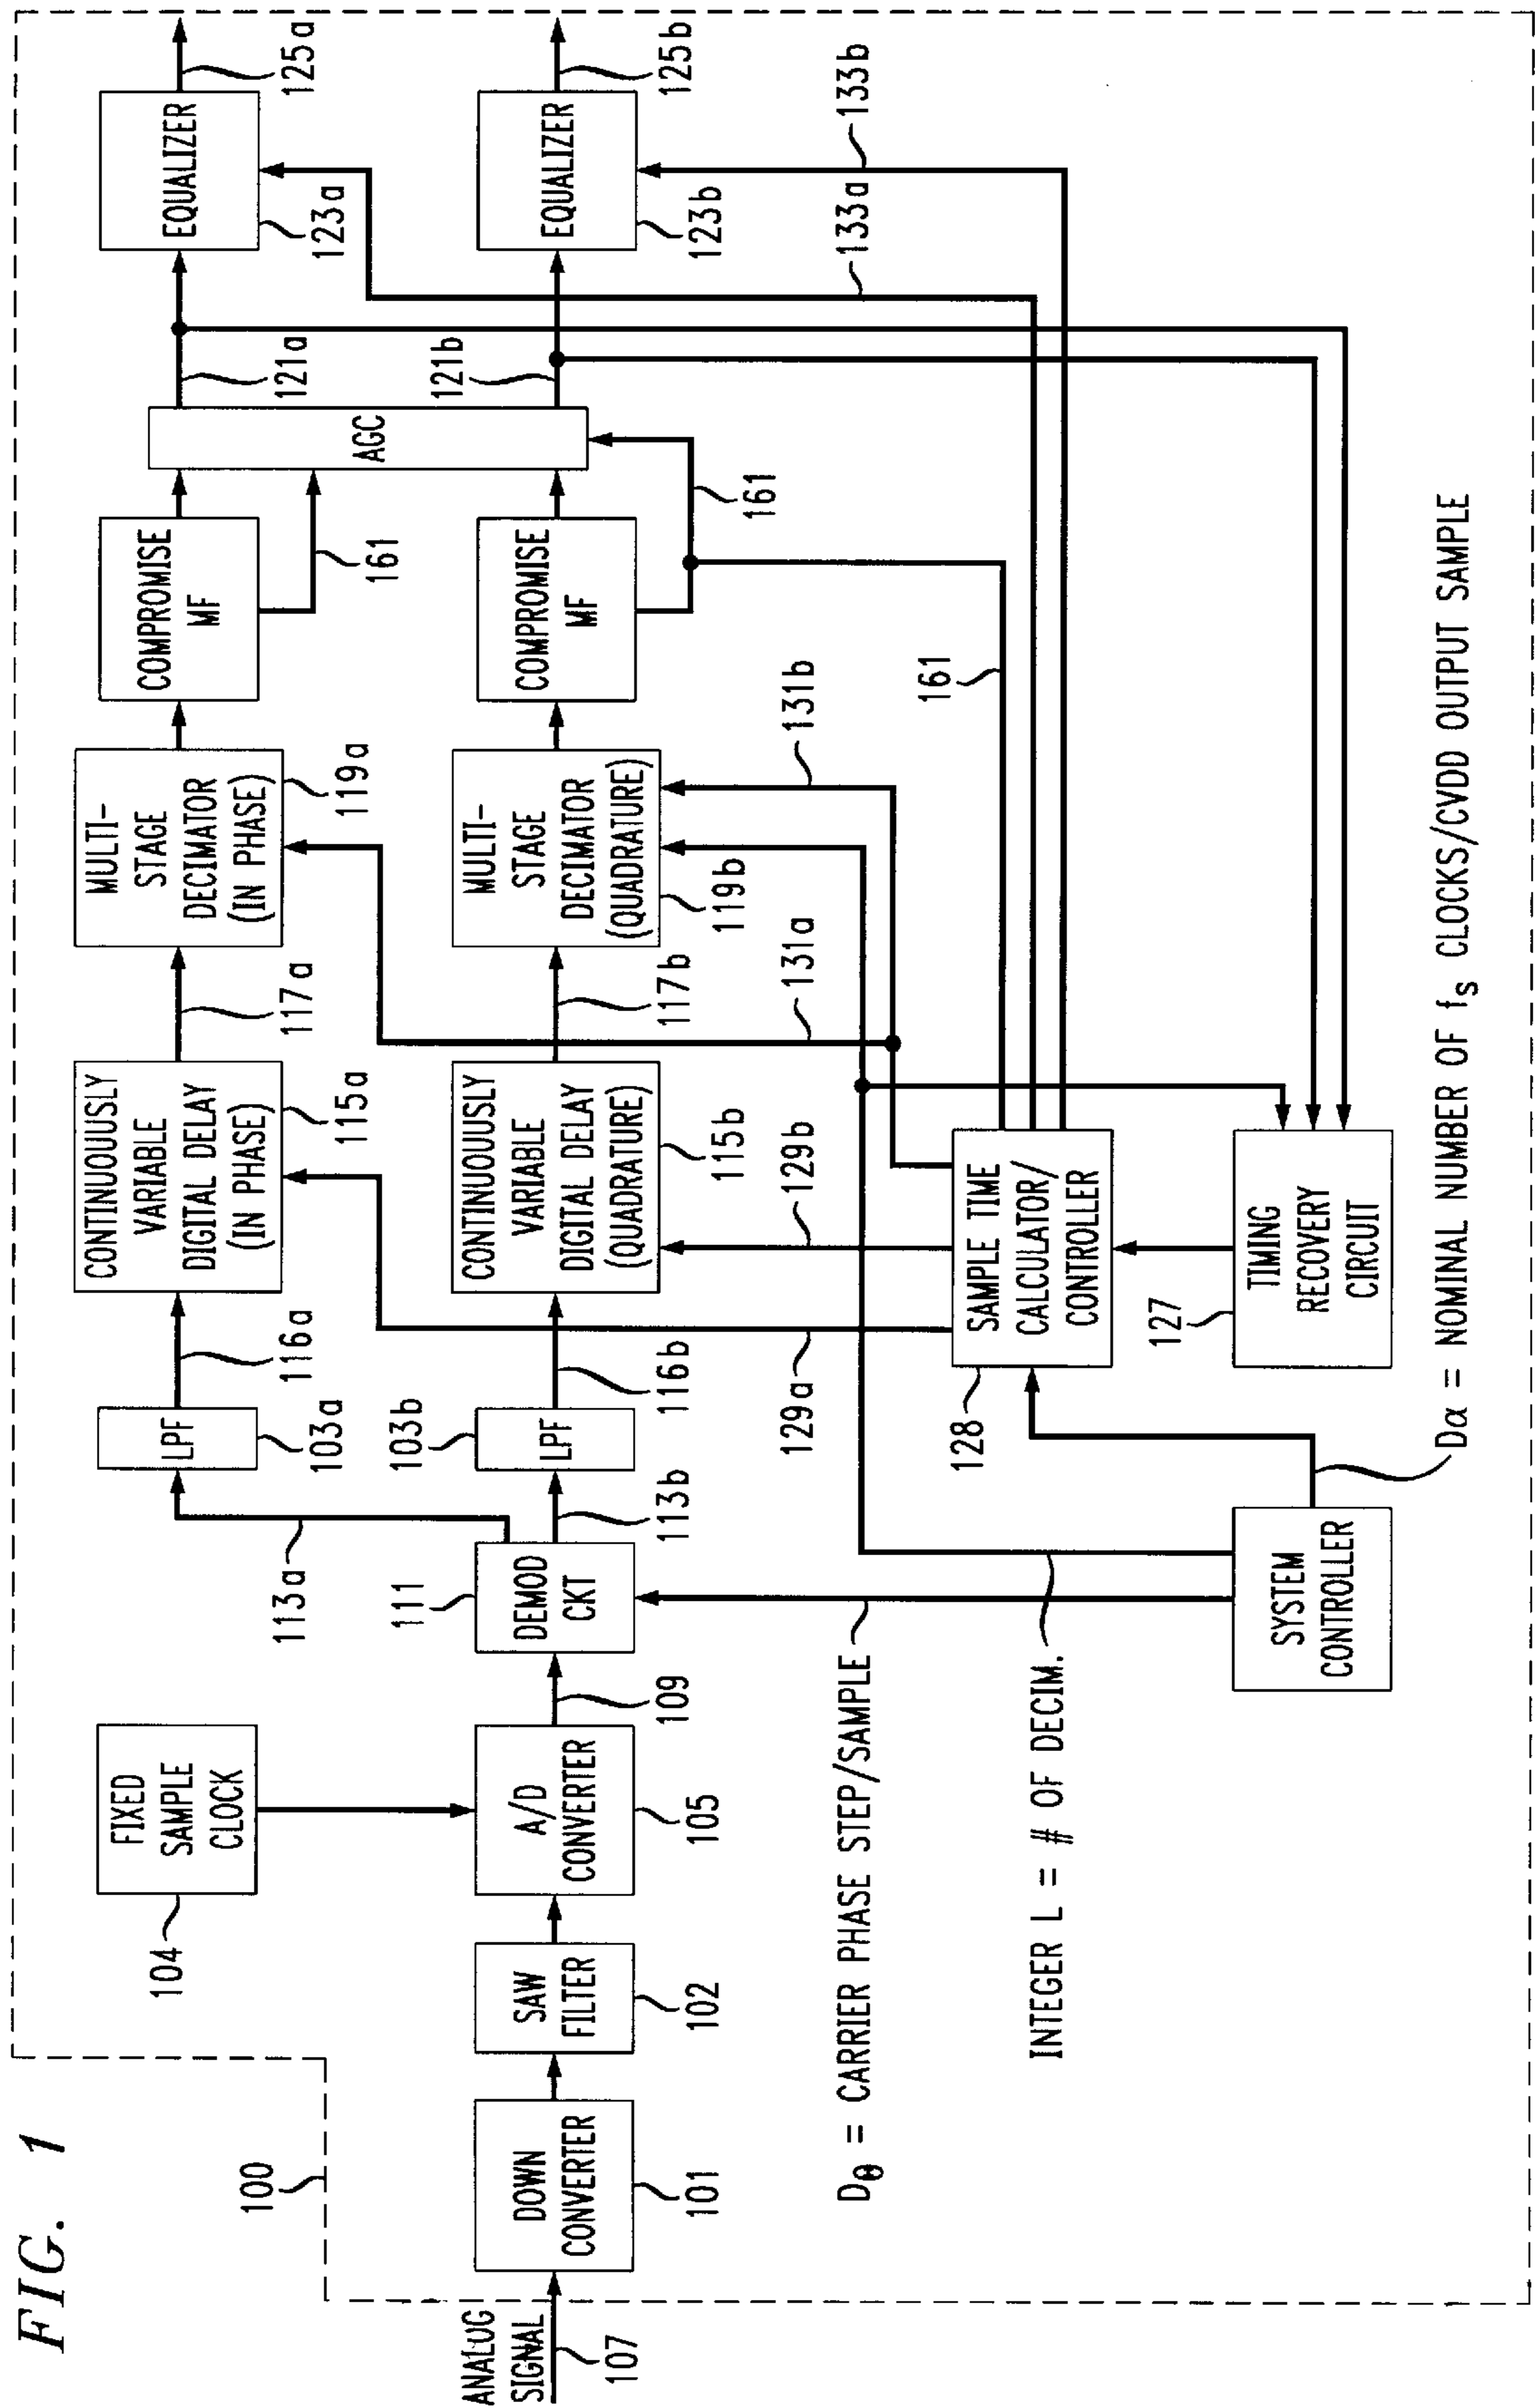 FIG. 1
100
ANALOG
SIGNAL
107
DOWN
CONVERTER
101
SAW
FILTER
102
FIXED
SAMPLE
CLOCK
104
A/D
CONVERTER
105
109
DEMOD
CKT
111
113a
113b
LPF
103a
LPF
103b
116a
116b
CONTINUOUUSLY
VARIABLE
DIGITAL DELAY
(IN PHASE)
115a
CONTINUOUUSLY
VARIABLE
DIGITAL DELAY
(QUADRATURE)
115b
117a
117b
MULTI-
STAGE
DECIMATOR
(IN PHASE)
119a
MULTI-
STAGE
DECIMATOR
(QUADRATURE)
119b
COMPROMISE
MF
161
COMPROMISE
MF
161
AGC
121a
121b
EQUALIZER
123a
125a
EQUALIZER
123b
125b
129a
129b
131a
131b
161
133a
133b
SAMPLE TIME
CALCULATOR/
CONTROLLER
128
TIMING
RECOVERY
CIRCUIT
127
SYSTEM
CONTROLLER
Dθ = CARRIER PHASE STEP/SAMPLE
INTEGER L = # OF DECIM.
Dα = NOMINAL NUMBER OF fs CLOCKS/CVDD OUTPUT SAMPLE